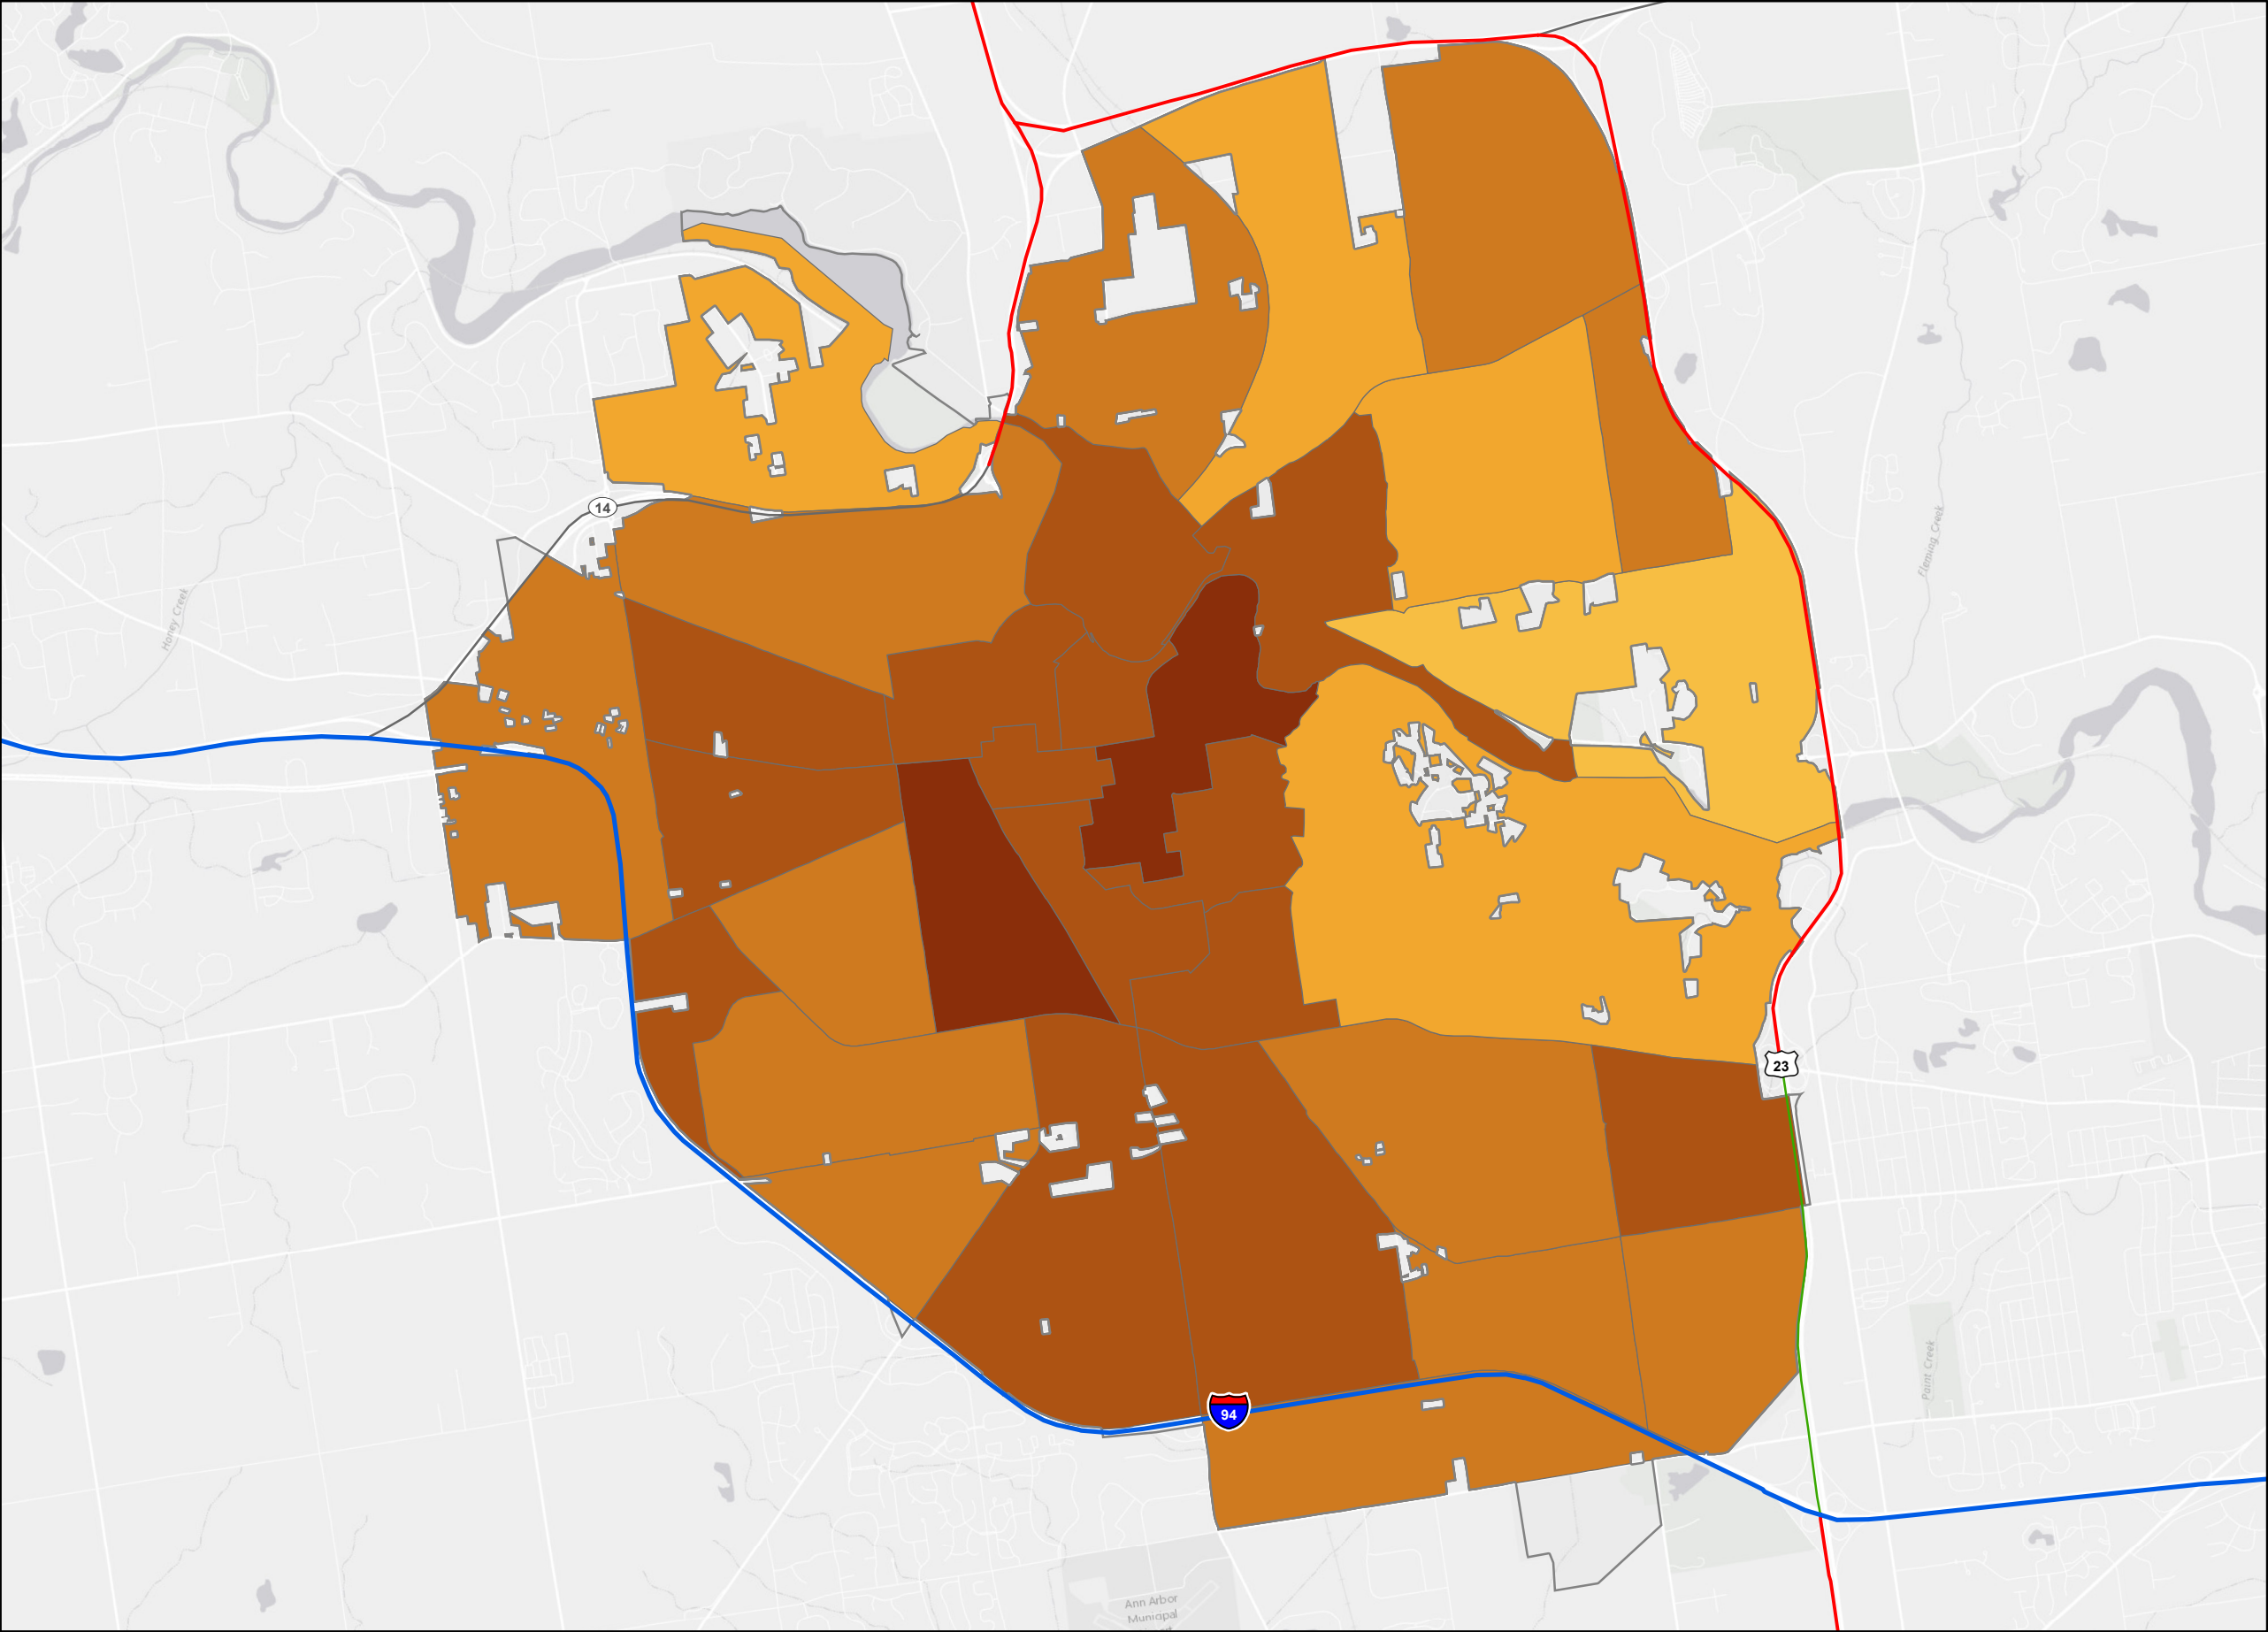 14
Honey Creek
Fleming Creek
23
Paint Creek
94
Ann Arbor
Municipal